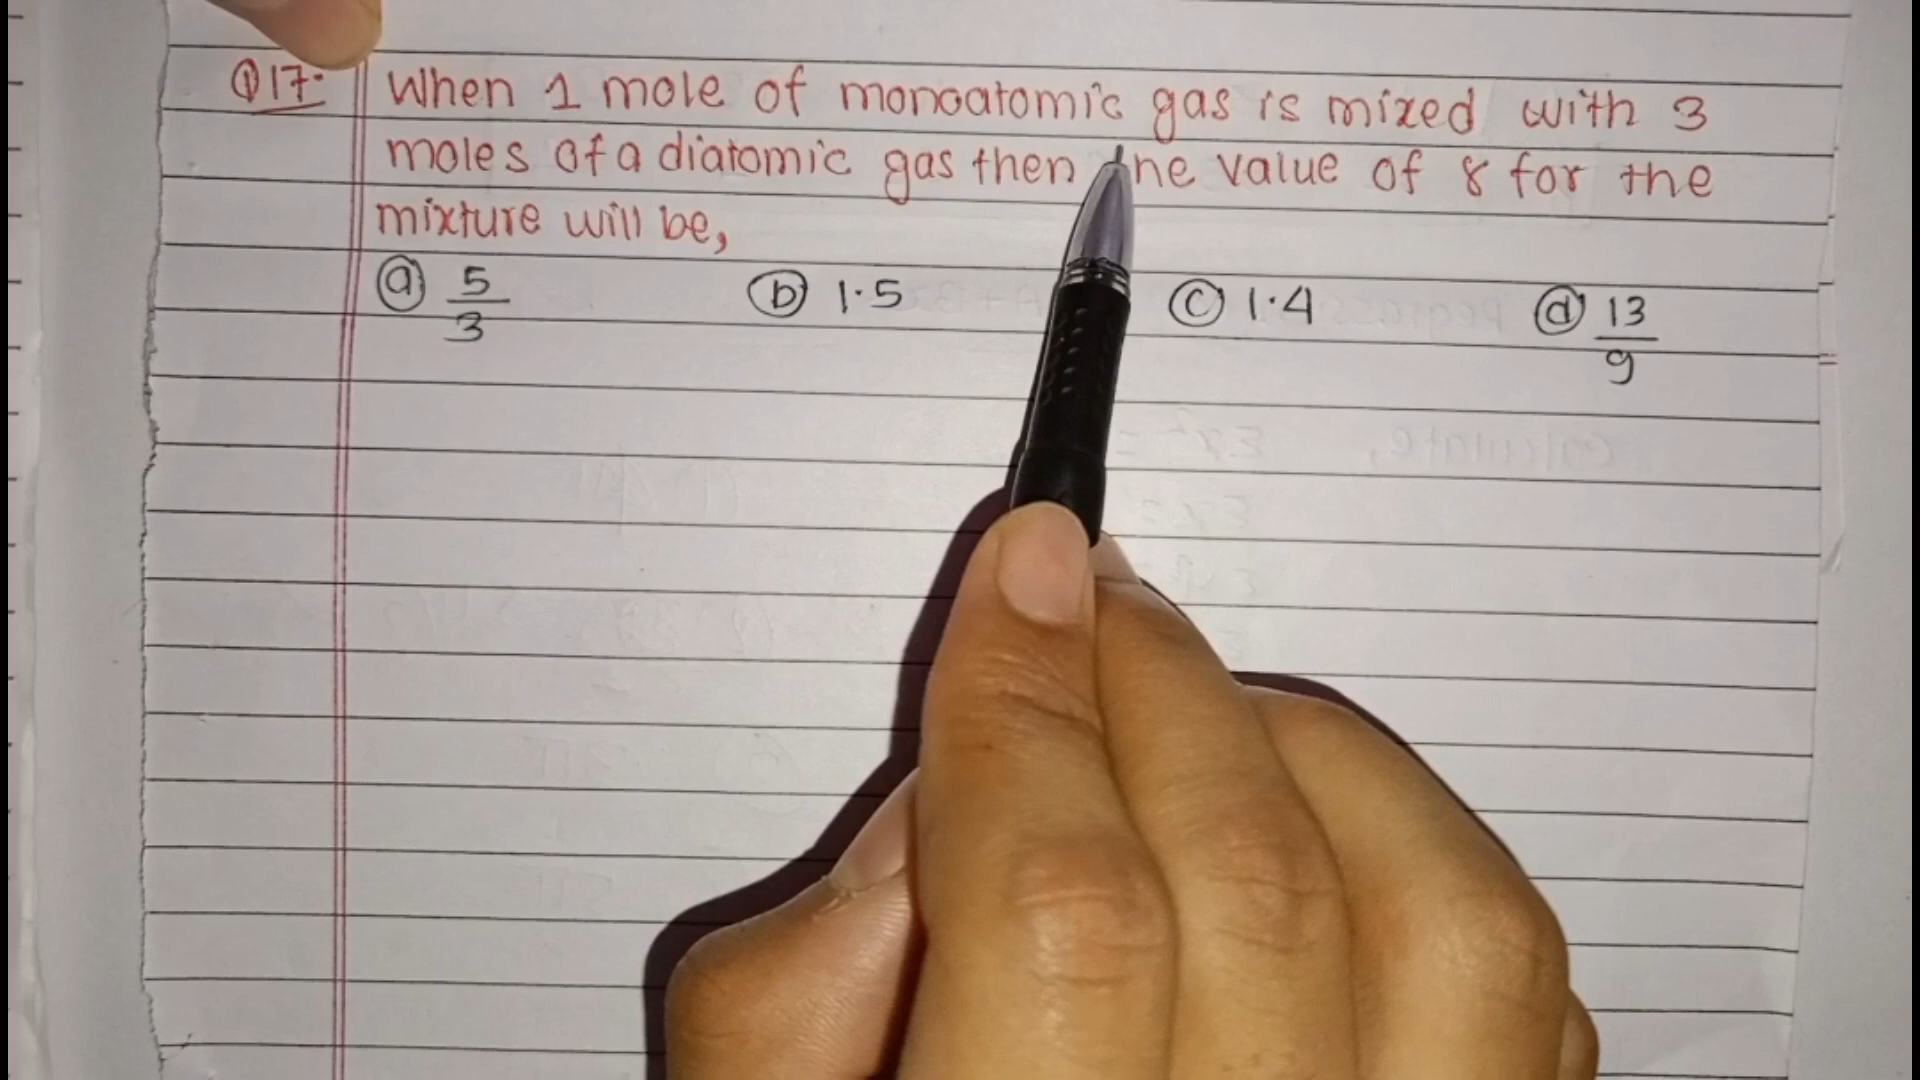 Q17. When 1 mole of monoatomic gas is mixed with 3
moles of a diatomic gas then the value of γ for the
mixture will be,
(a) 5/3 (b) 1.5 (c) 1.4 (d) 13/9